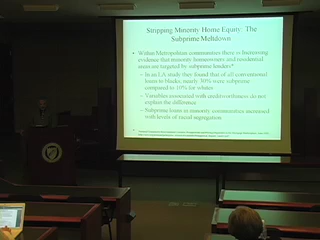 Stripping Minority Home Equity: The
Subprime Meltdown
• Within Metropolitan communities there is increasing
evidence that minority homeowners and residential
areas are targeted by subprime lenders*
– In an LA study they found that of all conventional
loans to blacks, nearly 30% were subprime
compared to 10% for whites
– Variables associated with creditworthiness do not
explain the difference
– Subprime loans in minority communities increased
with levels of racial segregation